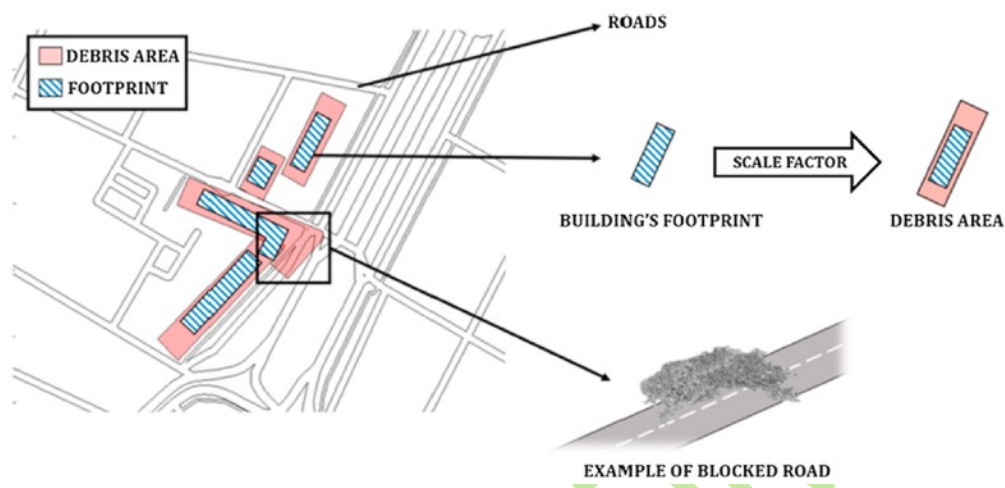 ROADS
DEBRIS AREA
FOOTPRINT
SCALE FACTOR
BUILDING'S FOOTPRINT
DEBRIS AREA
EXAMPLE OF BLOCKED ROAD